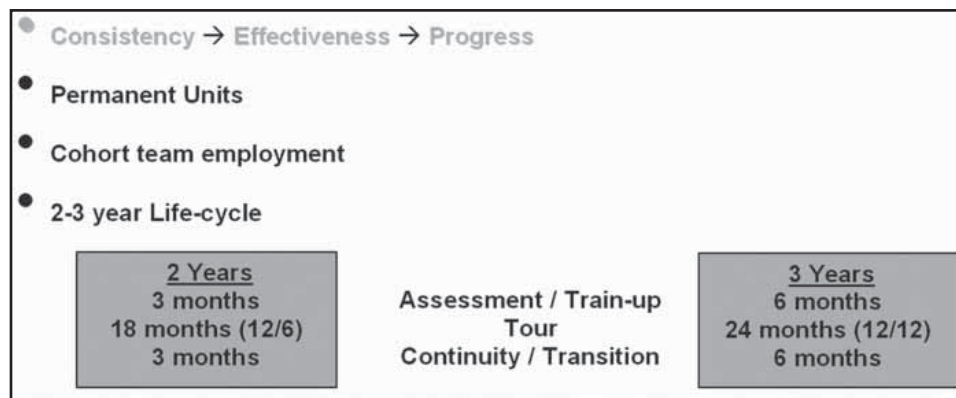 • Consistency → Effectiveness → Progress
• Permanent Units
• Cohort team employment
• 2-3 year Life-cycle
2 Years
3 months
18 months (12/6)
3 months
Assessment / Train-up
Tour
Continuity / Transition
3 Years
6 months
24 months (12/12)
6 months